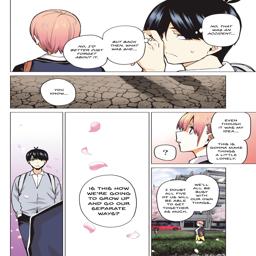 NO, THAT
WAS AN
ACCIDENT...
BUT BACK
THEN, WHAT
WAS SHE...
NO, I'D
BETTER JUST
FORGET
ABOUT IT.
YOU
KNOW...
EVEN
THOUGH
IT WAS MY
IDEA...
THIS IS
GONNA MAKE
THINGS
A LITTLE
LONELY.
?
WE'LL
ALL BE
BUSY
WITH OUR
OWN THINGS.
I DOUBT
ALL FIVE
OF US WILL
BE ABLE
TO GET
TOGETHER
AS MUCH.
IS THIS HOW
WE'RE GOING
TO GROW UP
AND GO OUR
SEPARATE
WAYS?